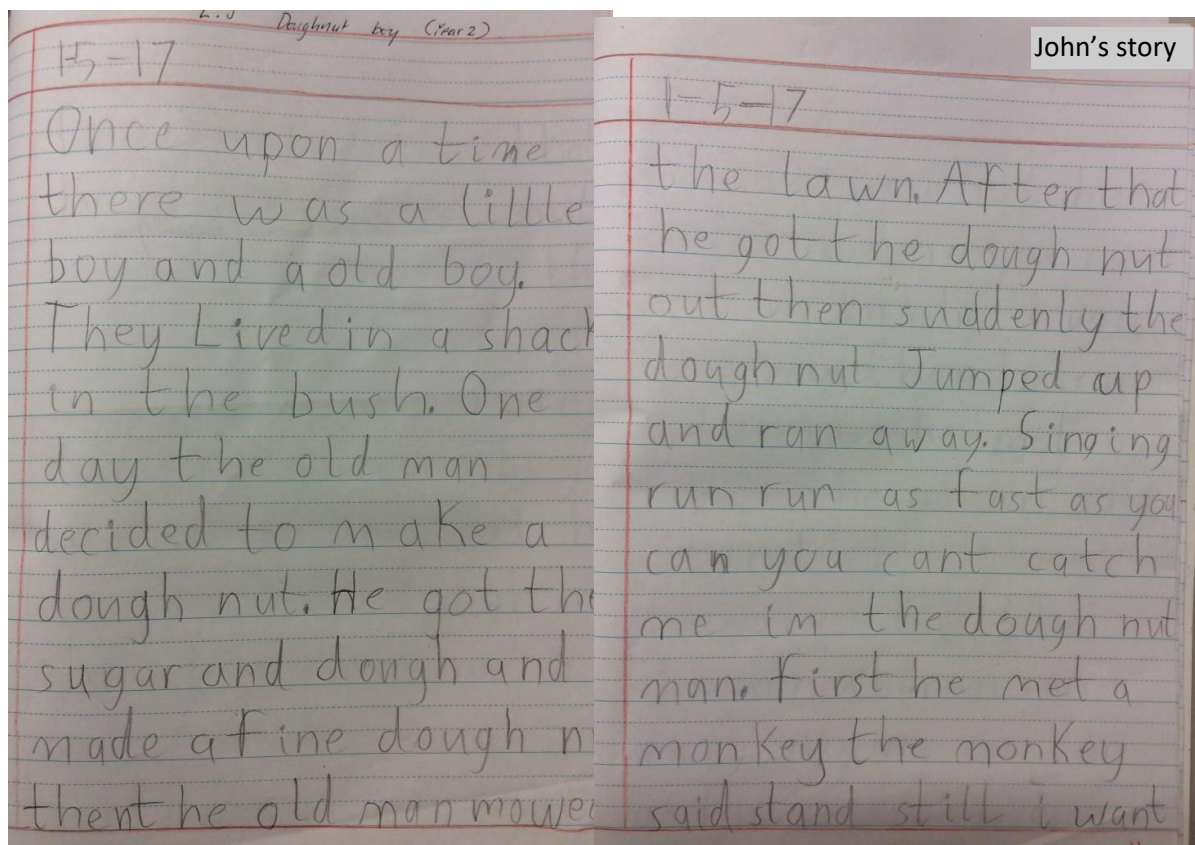 Doughnut boy (Year 2)
1-5-17
Once upon a time
there was a lillle
boy and a old boy.
They Lived in a shack
in the bush. One
day the old man
decided to make a
dough nut. He got the
sugar and dough and
made a fine dough n
thent he old man mowed
John's story
1-5-17
the lawn. After that
he got the dough nut
out then suddenly the
dough nut Jumped up
and ran away. Singing
run run as fast as you
can you cant catch
me im the dough nut
man. first he met a
monkey the monkey
said stand still i want